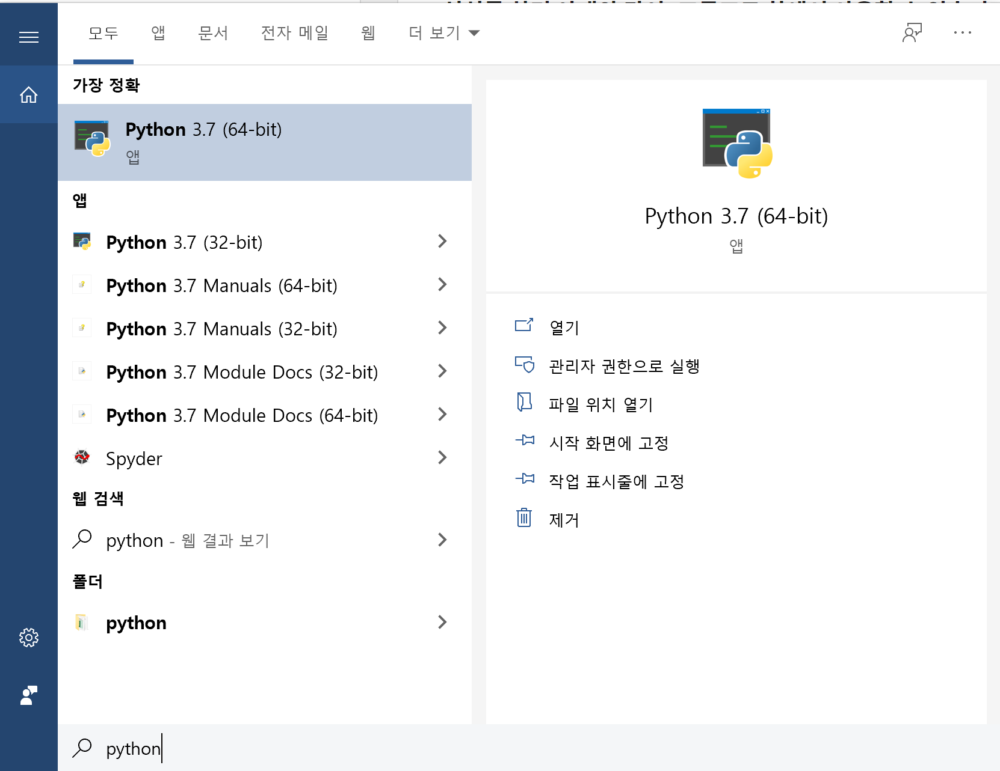 모두 앱 문서 전자 메일 웹 더 보기
가장 정확
Python 3.7 (64-bit)
앱
앱
Python 3.7 (32-bit)
Python 3.7 Manuals (64-bit)
Python 3.7 Manuals (32-bit)
Python 3.7 Module Docs (32-bit)
Python 3.7 Module Docs (64-bit)
Spyder
웹 검색
python - 웹 결과 보기
폴더
python
python
Python 3.7 (64-bit)
앱
열기
관리자 권한으로 실행
파일 위치 열기
시작 화면에 고정
작업 표시줄에 고정
제거